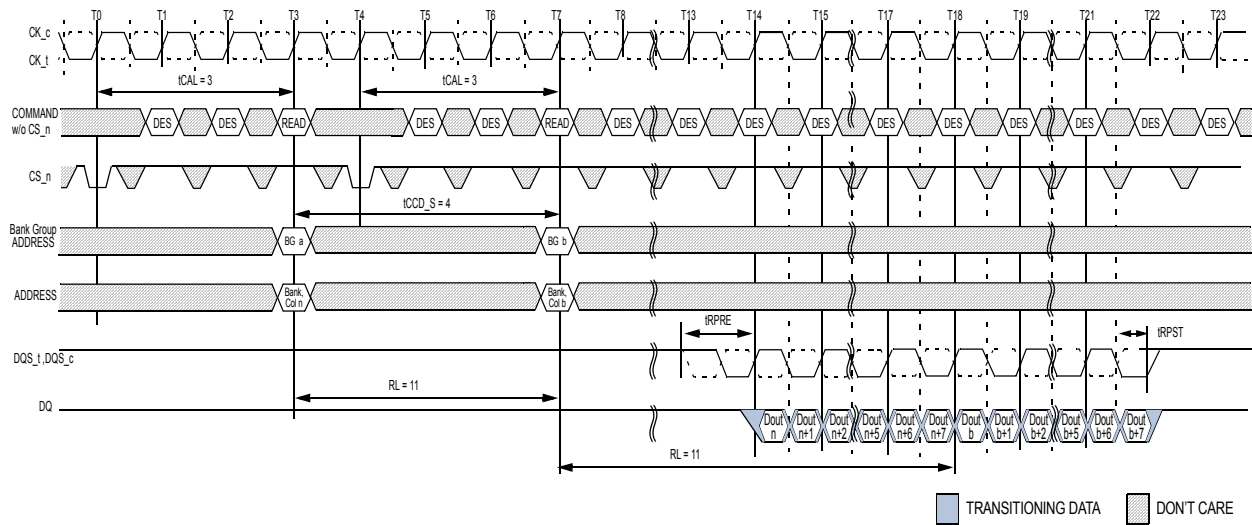 T0 T1 T2 T3 T4 T5 T6 T7 T8 T13 T14 T15 T17 T18 T19 T21 T22 T23
CK_c
CK_t
tCAL = 3 tCAL = 3
COMMAND
w/o CS_n
DES DES READ DES DES READ DES DES DES DES DES DES DES DES DES DES
CS_n
tCCD_S = 4
Bank Group
ADDRESS
BG a BG b
ADDRESS
Bank, Bank,
Col n Col b
tRPRE tRPST
DQS_t ,DQS_c
RL = 11
DQ
Dout Dout Dout Dout Dout Dout Dout Dout Dout Dout Dout Dout
n n+1 n+2 n+5 n+6 n+7 b b+1 b+2 b+5 b+6 b+7
RL = 11
TRANSITIONING DATA DON'T CARE